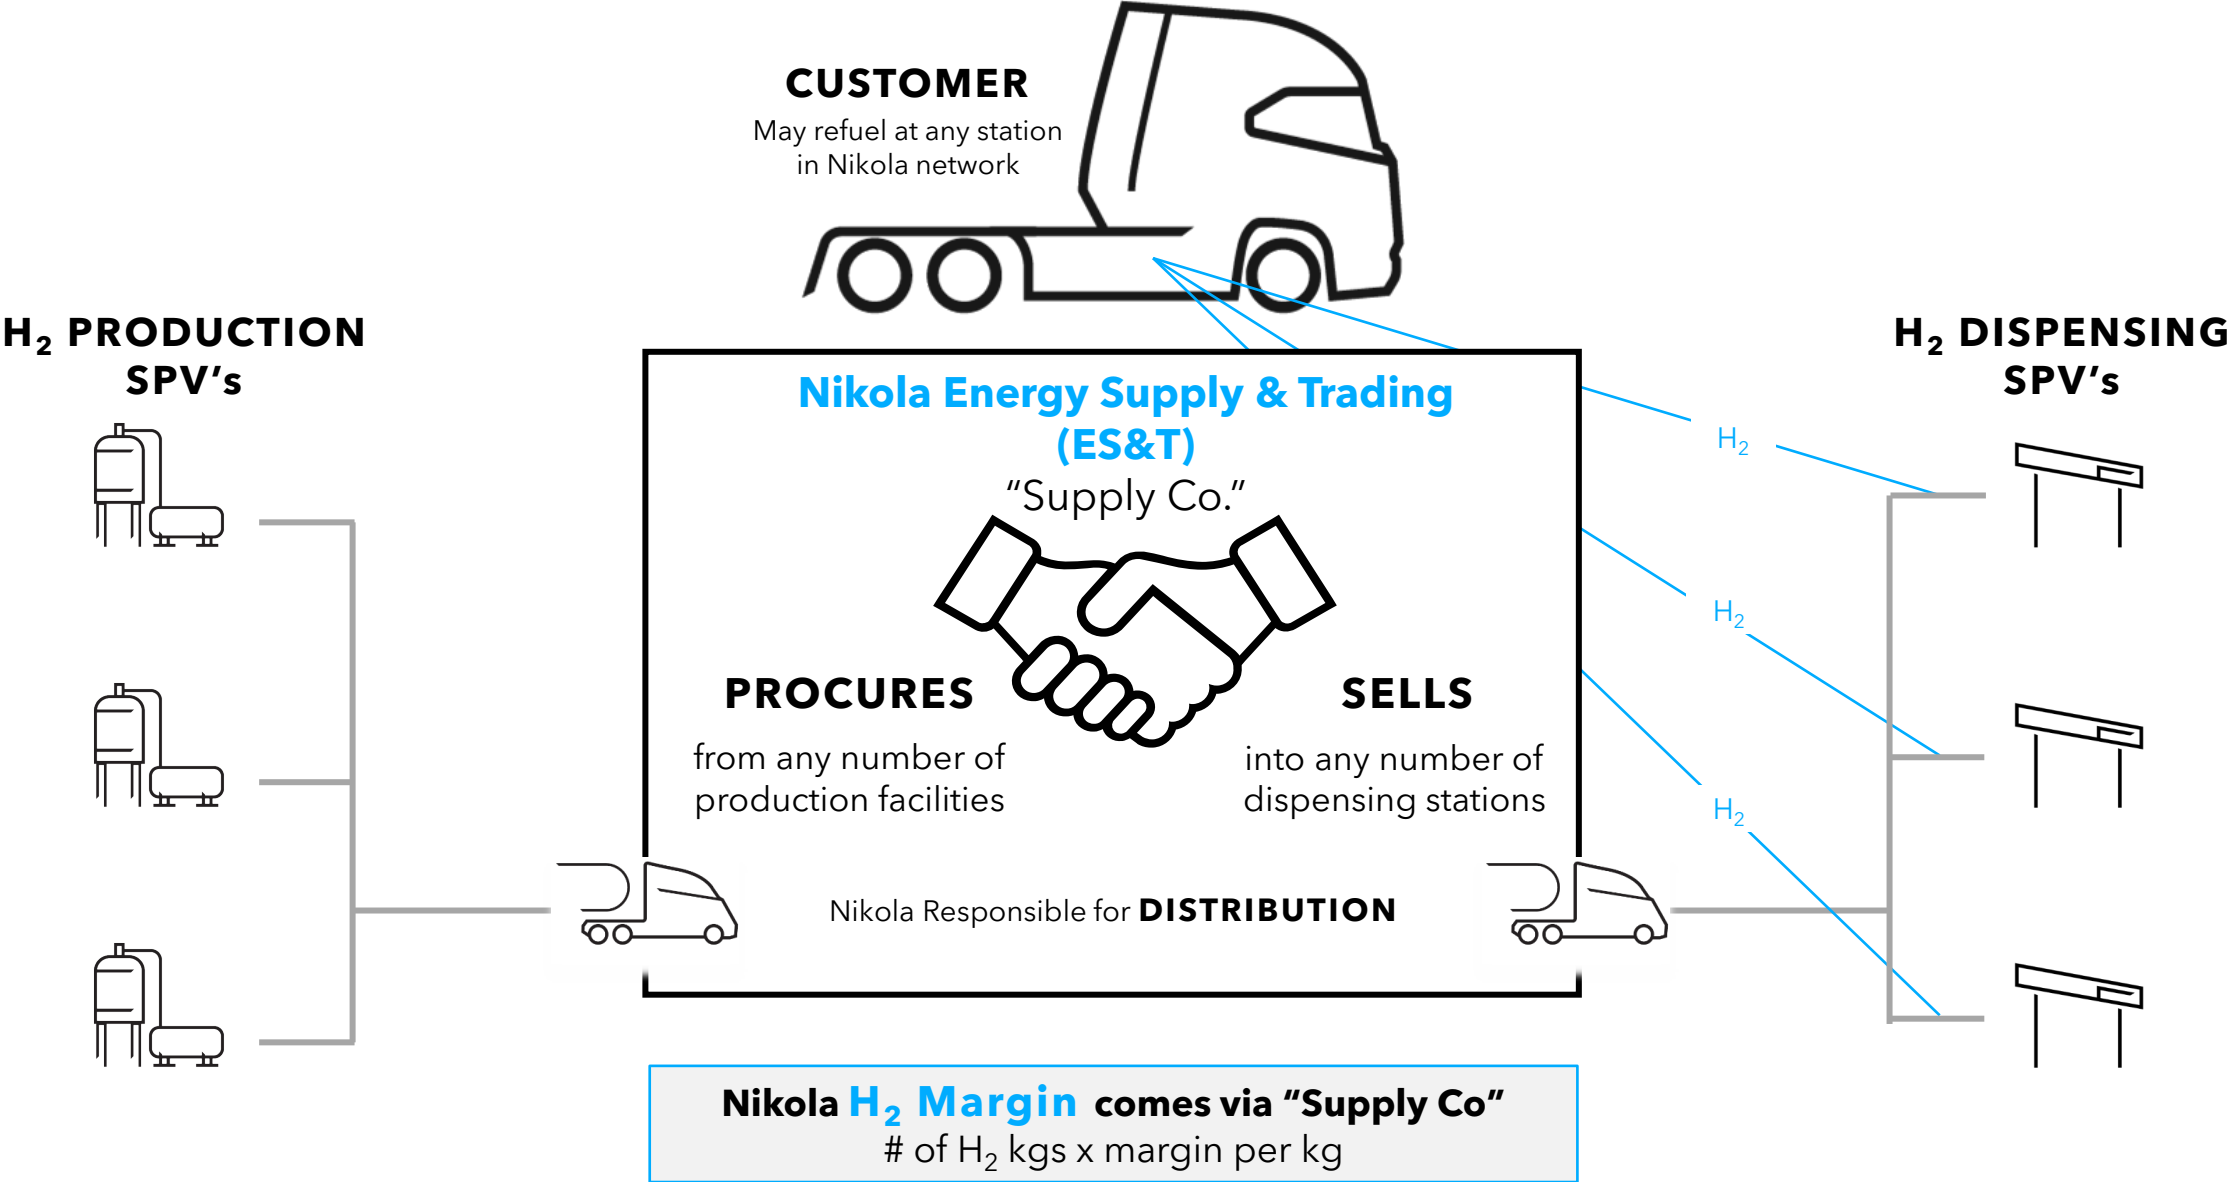 CUSTOMER
May refuel at any station
in Nikola network
H₂ PRODUCTION
SPV's
H₂ DISPENSING
SPV's
Nikola Energy Supply & Trading
(ES&T)
“Supply Co.”
H₂
H₂
H₂
PROCURES
from any number of
production facilities
SELLS
into any number of
dispensing stations
Nikola Responsible for DISTRIBUTION
Nikola H₂ Margin comes via “Supply Co”
# of H₂ kgs x margin per kg